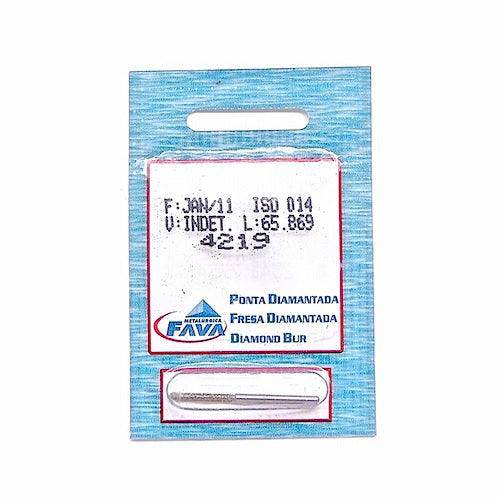 F:JAN/11 ISO 014
V:INDET. L:65.869
4219
METALÚRGICA
FAVA
PONTA DIAMANTADA
FRESA DIAMANTADA
DIAMOND BUR